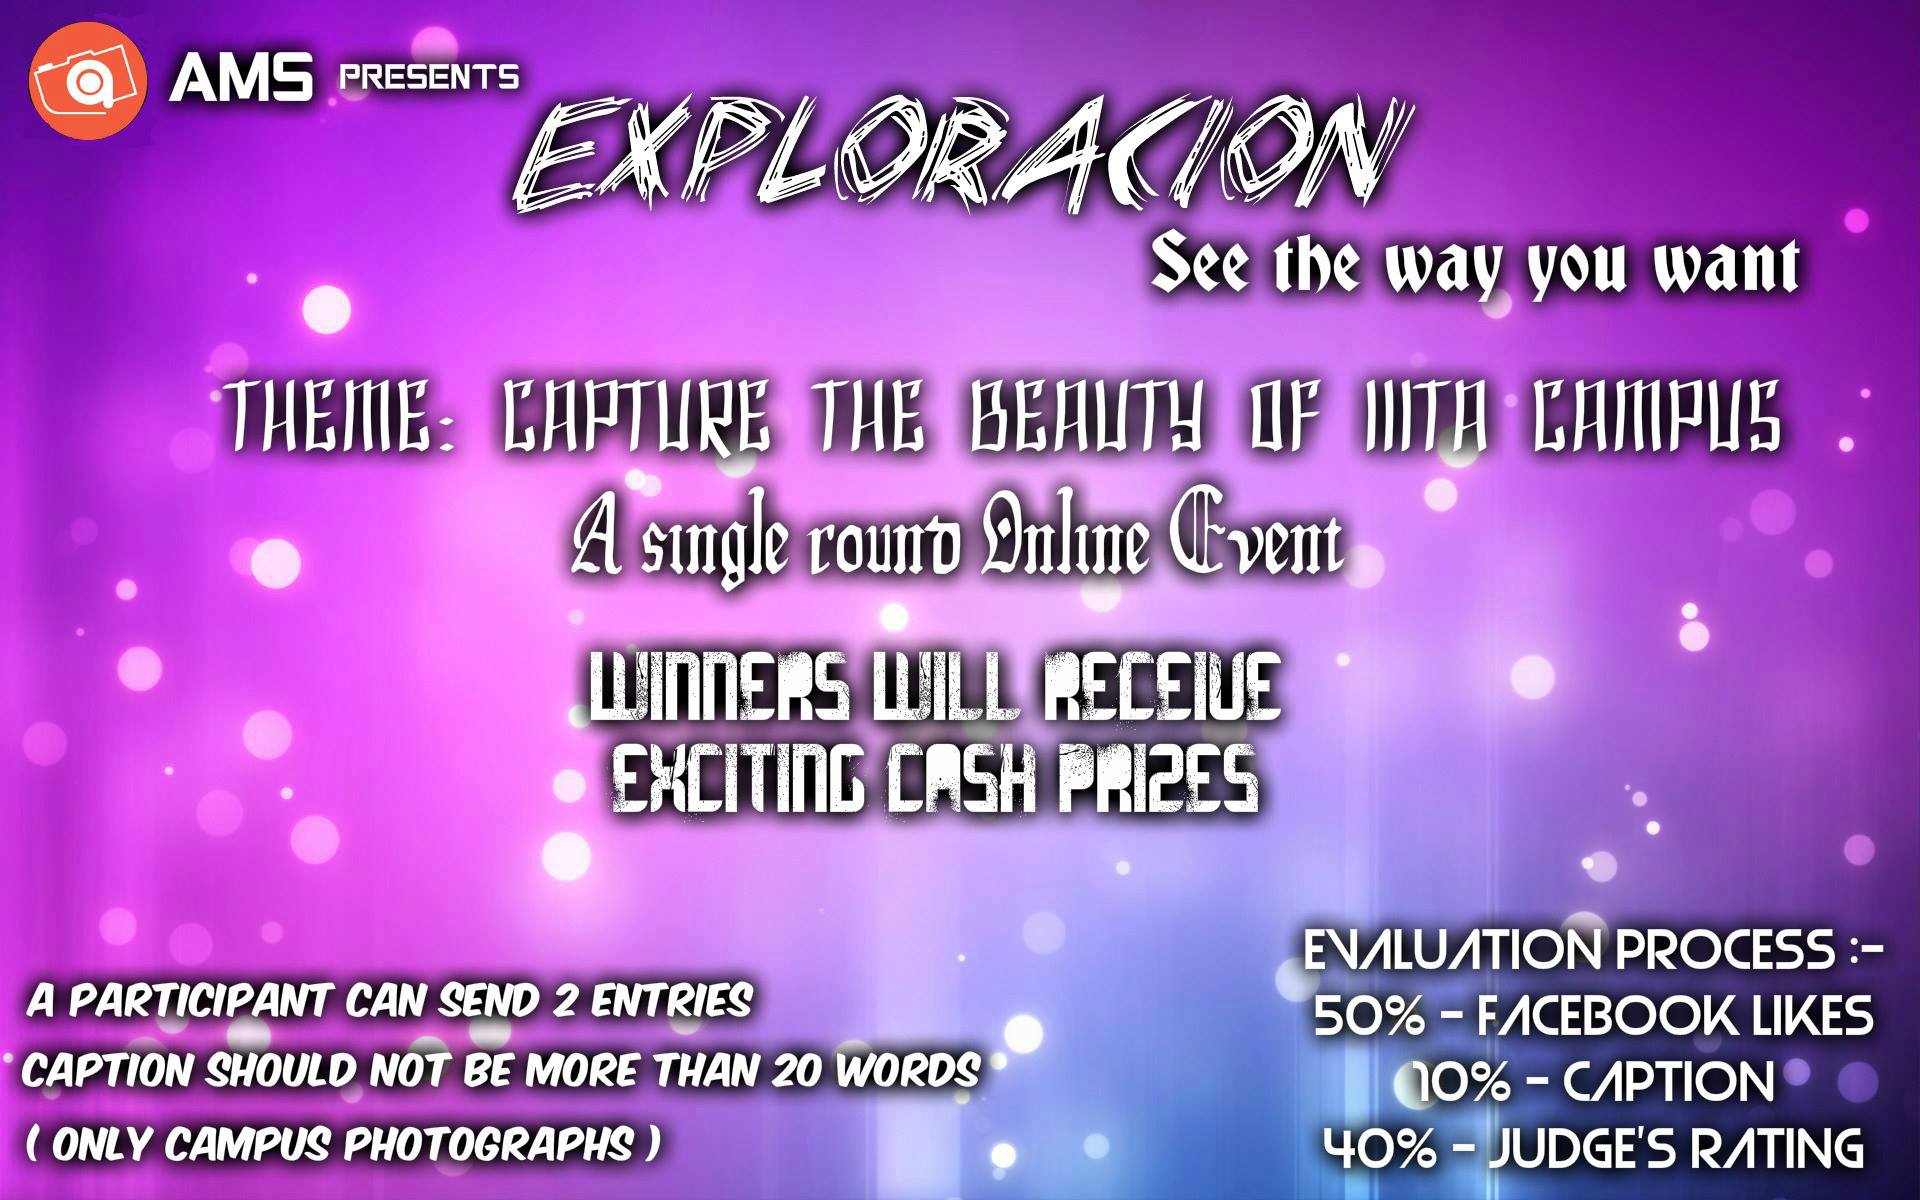 AMS PRESENTS
EXPLORACION
See the way you want
THEME: CAPTURE THE BEAUTY OF IIITA CAMPUS
A single round Online Event
WINNERS WILL RECEIVE
EXCITING CASH PRIZES
A PARTICIPANT CAN SEND 2 ENTRIES
CAPTION SHOULD NOT BE MORE THAN 20 WORDS
( ONLY CAMPUS PHOTOGRAPHS )
EVALUATION PROCESS :-
50% - FACEBOOK LIKES
10% - CAPTION
40% - JUDGE'S RATING